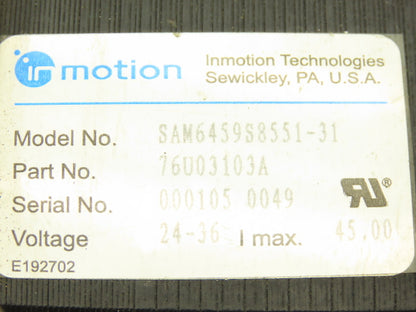 inmotion
Inmotion Technologies
Sewickley, PA, U.S.A.
Model No. SAM6459S8551-31
Part No. 76U03103A
Serial No. 000105 0049
Voltage 24-36 I max. 45.00
E192702